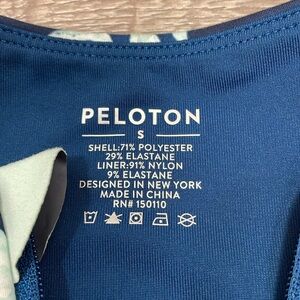 PELOTON
S
SHELL:71% POLYESTER
29% ELASTANE
LINER:91% NYLON
9% ELASTANE
DESIGNED IN NEW YORK
MADE IN CHINA
RN# 150110